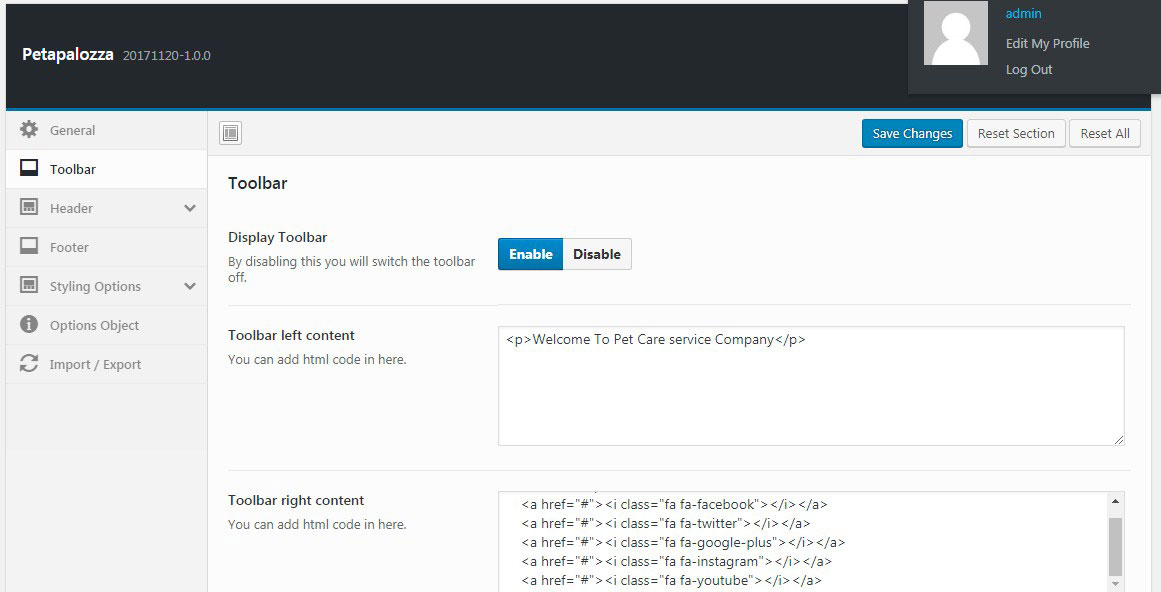 admin
Edit My Profile
Log Out
Petapalozza 20171120-1.0.0
General
Toolbar
Header
Footer
Styling Options
Options Object
Import / Export
Save Changes Reset Section Reset All
Toolbar
Display Toolbar
By disabling this you will switch the toolbar
off.
Enable Disable
Toolbar left content
You can add html code in here.
<p>Welcome To Pet Care service Company</p>
Toolbar right content
You can add html code in here.
<a href="#"><i class="fa fa-facebook"></i></a>
<a href="#"><i class="fa fa-twitter"></i></a>
<a href="#"><i class="fa fa-google-plus"></i></a>
<a href="#"><i class="fa fa-instagram"></i></a>
<a href="#"><i class="fa fa-youtube"></i></a>